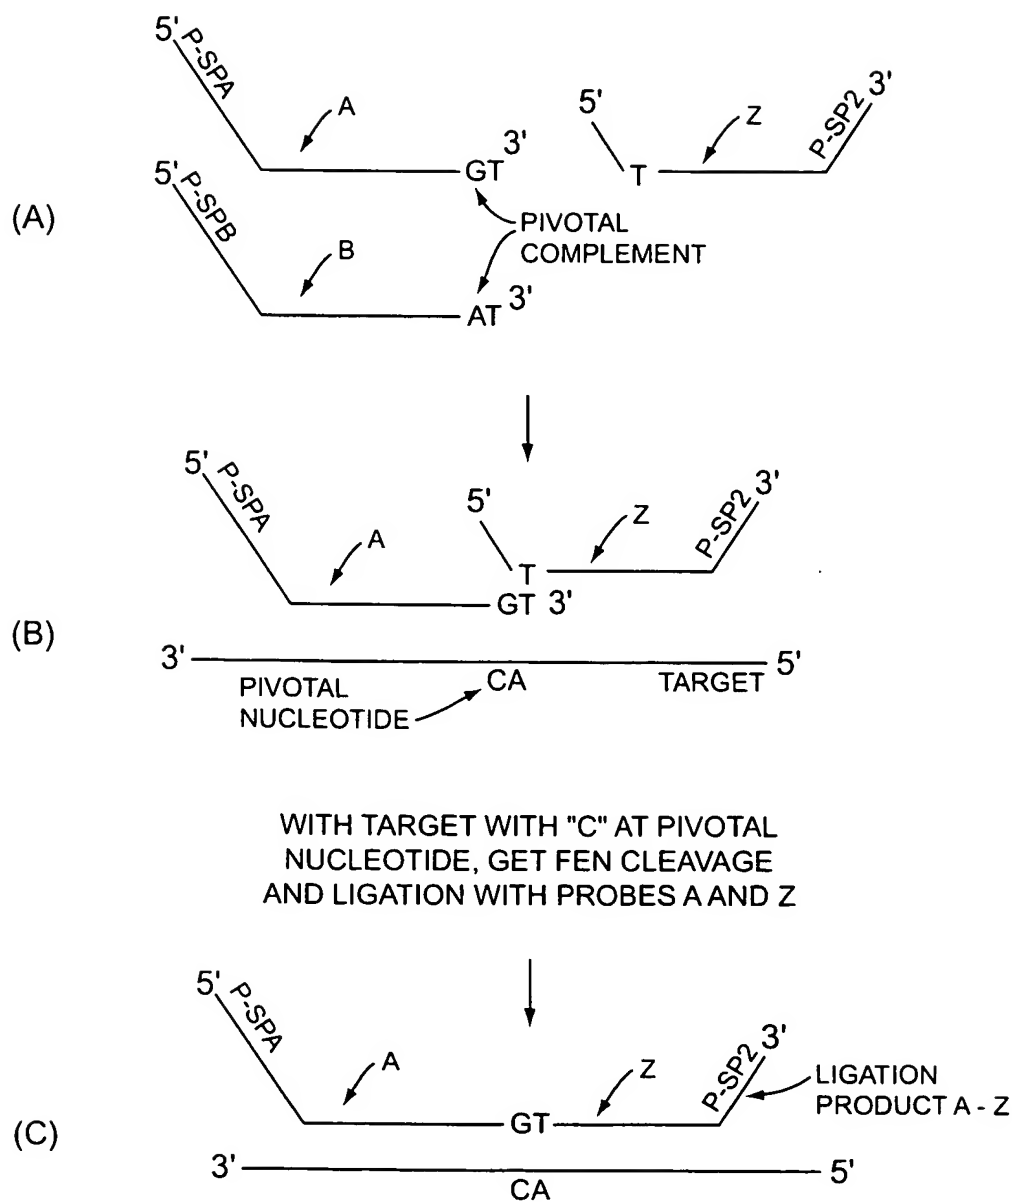 5' P-SPA
A
GT 3'
5'
T
Z
P-SP2 3'
(A)
5' P-SPB
B
AT 3'
PIVOTAL
COMPLEMENT
(B)
5' P-SPA
A
5'
T
Z
P-SP2 3'
GT 3'
3'
5'
CA
PIVOTAL
NUCLEOTIDE
TARGET
WITH TARGET WITH "C" AT PIVOTAL
NUCLEOTIDE, GET FEN CLEAVAGE
AND LIGATION WITH PROBES A AND Z
(C)
5' P-SPA
A
GT
Z
P-SP2 3'
LIGATION
PRODUCT A - Z
3'
5'
CA